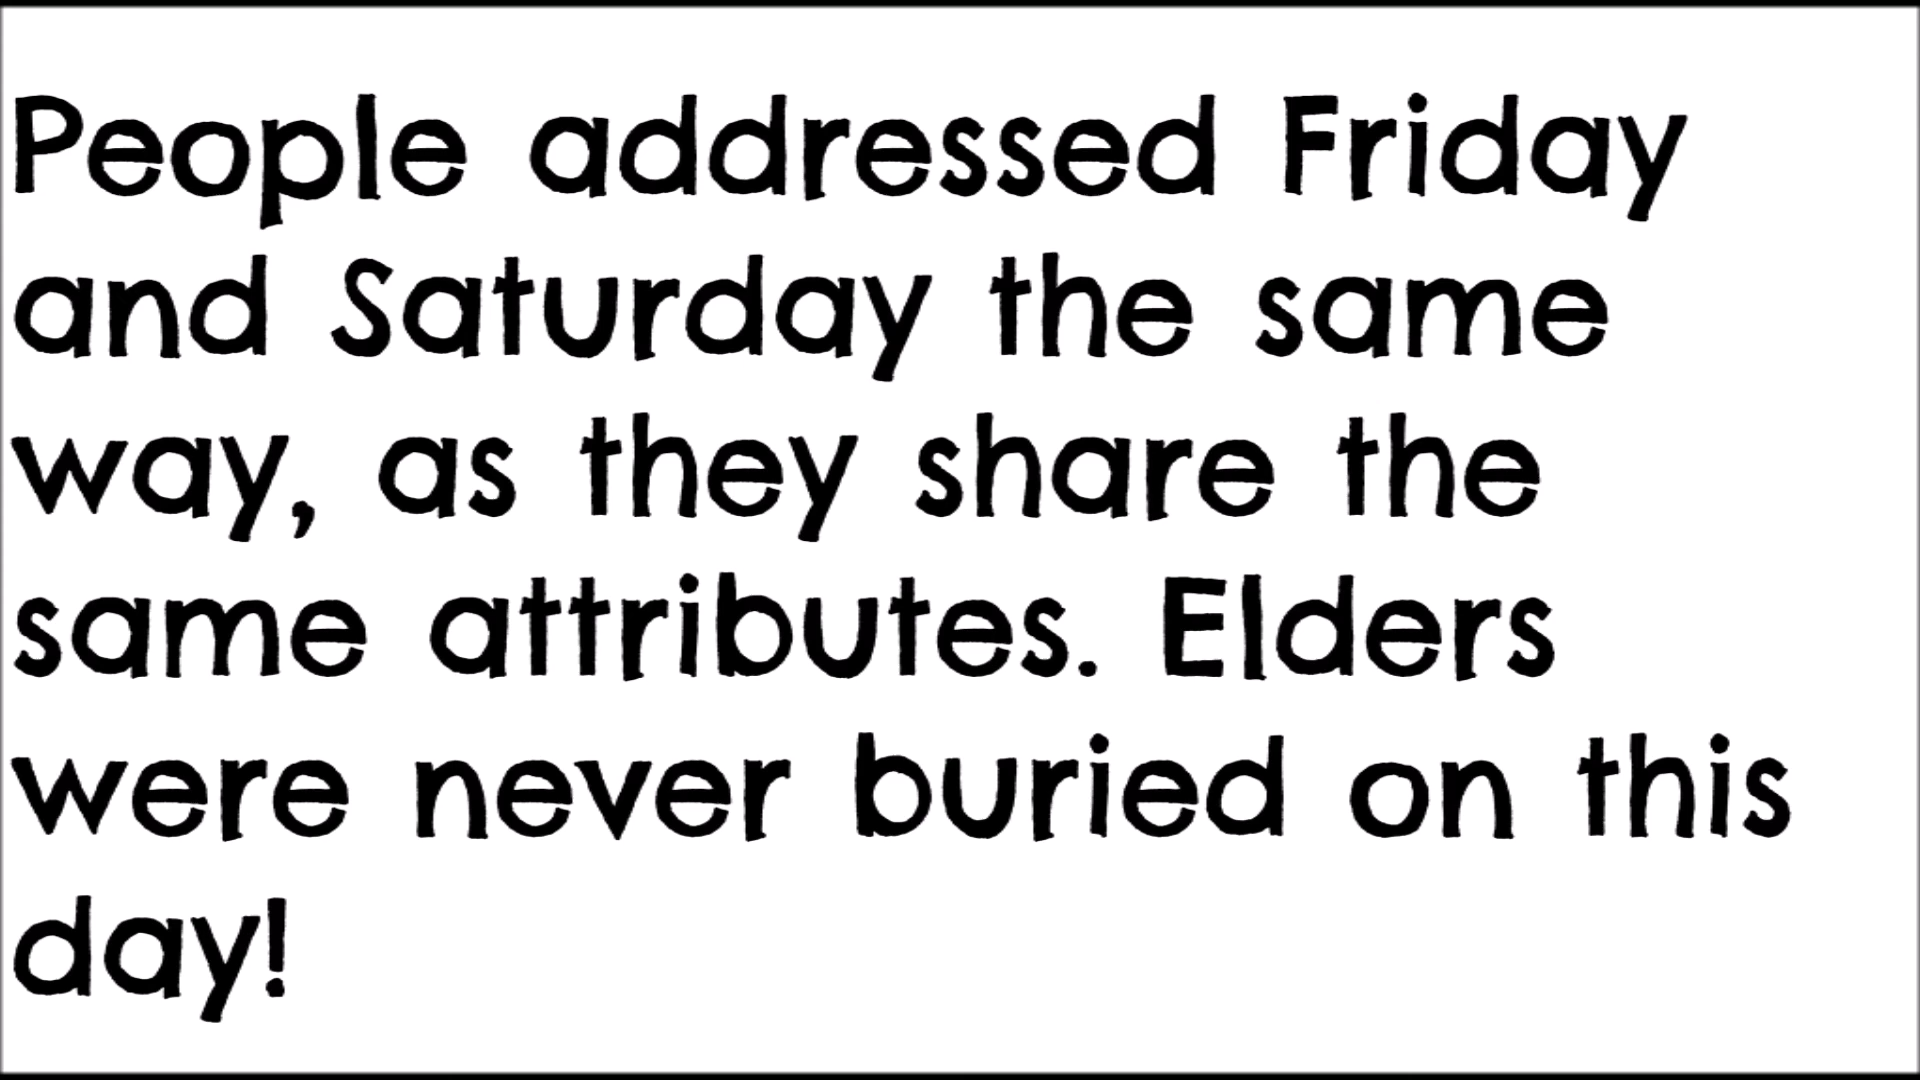 People addressed Friday
and Saturday the same
way, as they share the
same attributes. Elders
were never buried on this
day!